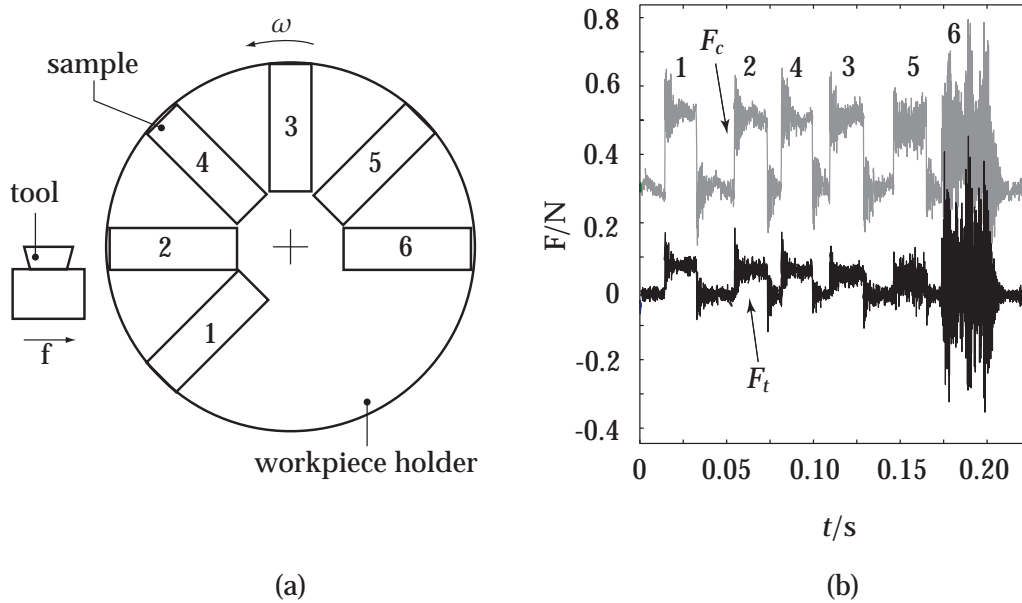 ω
sample
3
4
5
tool
2
6
1
f
workpiece holder
(a)
0.8
0.6
0.4
0.2
0
-0.2
-0.4
F/N
F_c
1
2
4
3
5
6
F_t
0
0.05
0.10
0.15
0.20
t/s
(b)